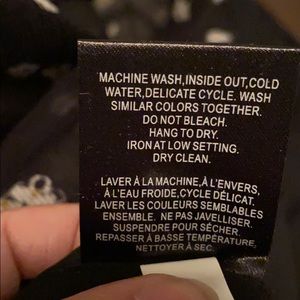 MACHINE WASH,INSIDE OUT,COLD
WATER,DELICATE CYCLE. WASH
SIMILAR COLORS TOGETHER.
DO NOT BLEACH.
HANG TO DRY.
IRON AT LOW SETTING.
DRY CLEAN.
LAVER À LA MACHINE,À L'ENVERS,
À L'EAU FROIDE,CYCLE DÉLICAT.
LAVER LES COULEURS SEMBLABLES
ENSEMBLE. NE PAS JAVELLISER.
SUSPENDRE POUR SÉCHER.
REPASSER À BASSE TEMPÉRATURE,
NETTOYER À SEC.